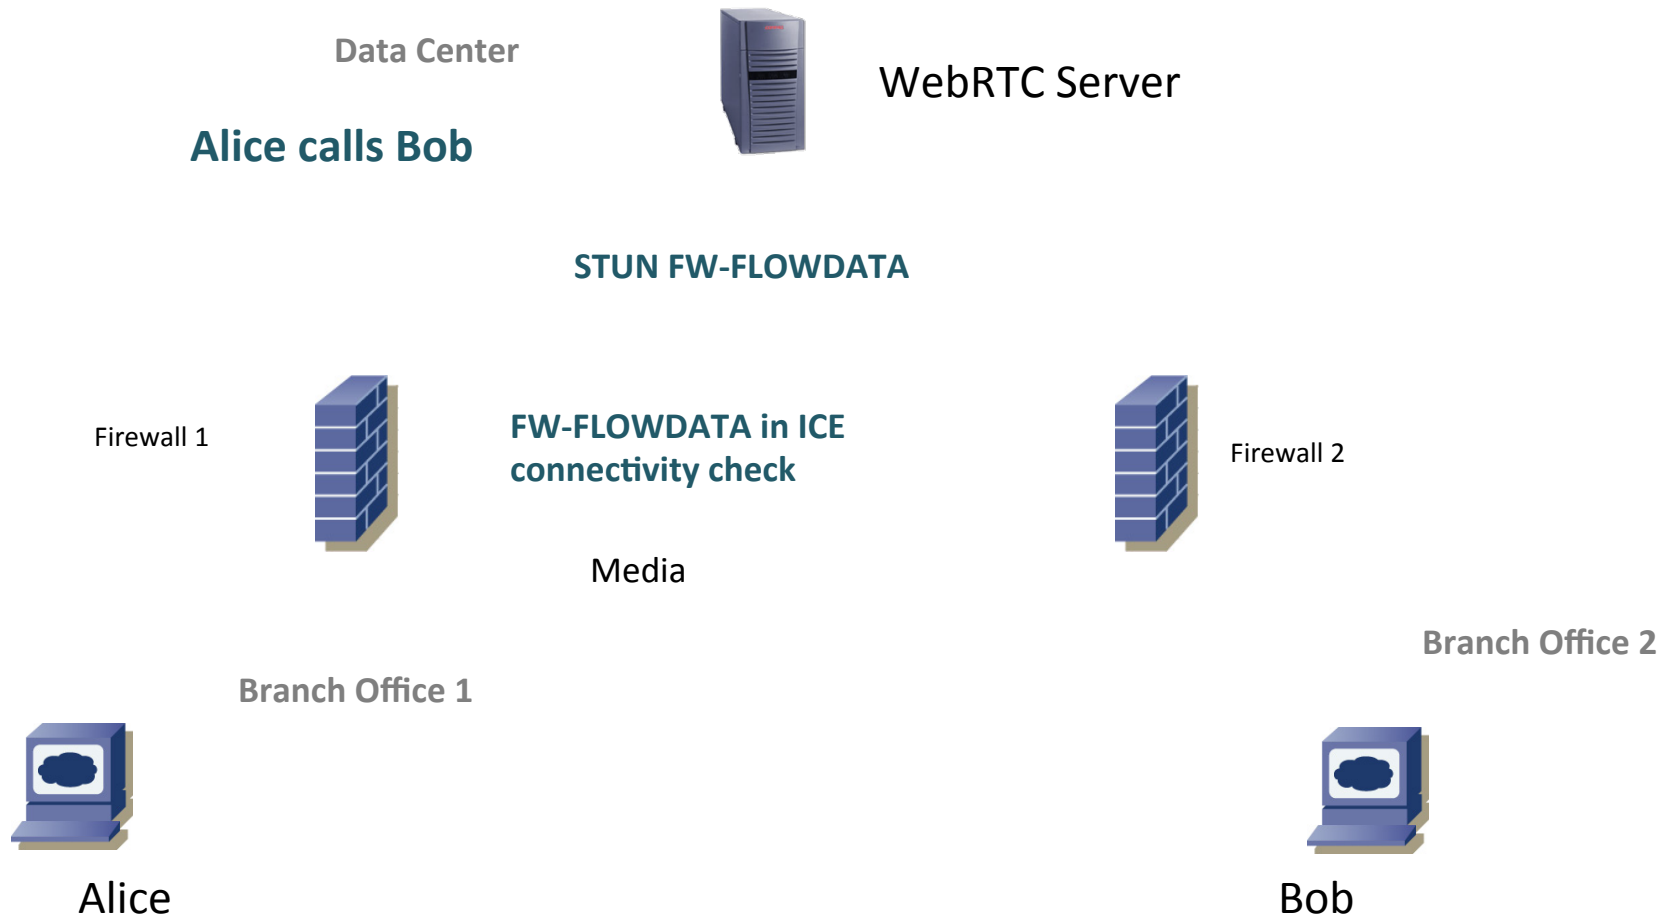 Data Center
WebRTC Server
Alice calls Bob
STUN FW-FLOWDATA
Firewall 1
FW-FLOWDATA in ICE
connectivity check
Firewall 2
Media
Branch Office 2
Branch Office 1
Alice
Bob